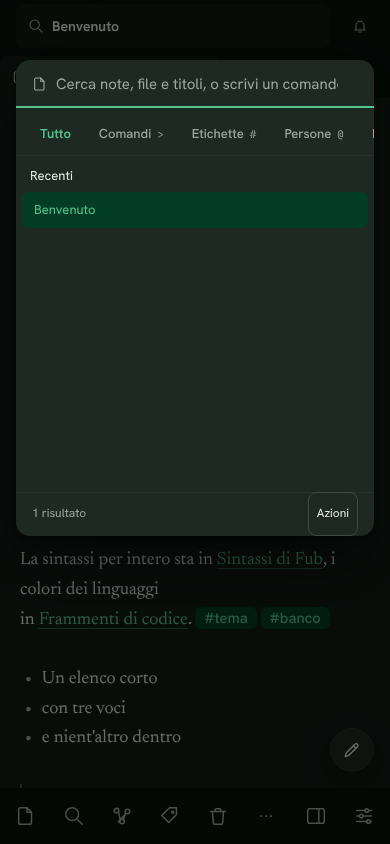 Benvenuto
Cerca note, file e titoli, o scrivi un comand
Tutto Comandi > Etichette # Persone @
Recenti
Benvenuto
1 risultato Azioni
La sintassi per intero sta in Sintassi di Fub, i
colori dei linguaggi
in Frammenti di codice. #tema #banco
• Un elenco corto
• con tre voci
• e nient'altro dentro